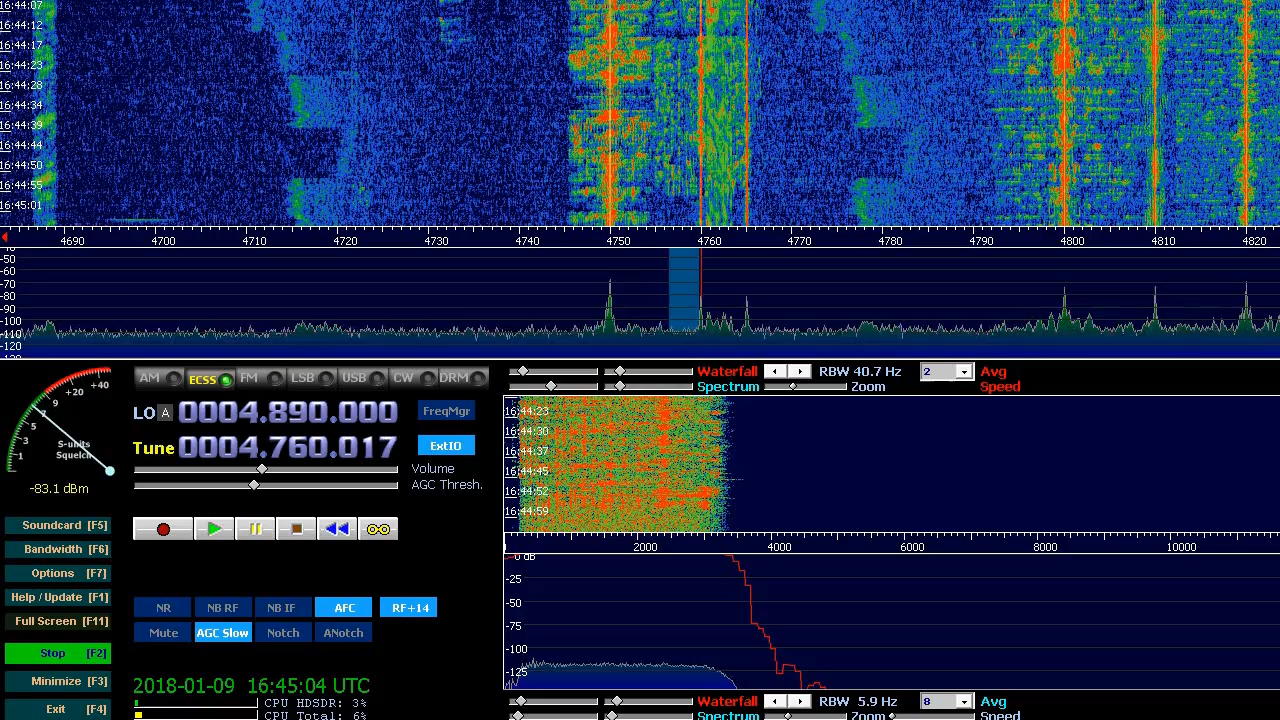 16:44:07
16:44:12
16:44:17
16:44:23
16:44:28
16:44:34
16:44:39
16:44:44
16:44:50
16:44:55
16:45:01
4690 4700 4710 4720 4730 4740 4750 4760 4770 4780 4790 4800 4810 4820
-50
-60
-70
-80
-90
-100
-110
-120
AM ECSS FM LSB USB CW DRM
LO A 0004.890.000 FreqMgr
Tune 0004.760.017 ExtIO
Volume
AGC Thresh.
1 3 5 7 9 +20 +40
S-units
Squelch
-83.1 dBm
Waterfall RBW 40.7 Hz 2 Avg
Spectrum Zoom Speed
16:44:23
16:44:30
16:44:37
16:44:45
16:44:52
16:44:59
0 2000 4000 6000 8000 10000
-0 dB
-25
-50
-75
-100
-125
Soundcard [F5]
Bandwidth [F6]
Options [F7]
Help / Update [F1]
Full Screen [F11]
Stop [F2]
Minimize [F3]
Exit [F4]
NR NB RF NB IF AFC RF+14
Mute AGC Slow Notch ANotch
2018-01-09 16:45:04 UTC
CPU HDSDR: 3%
CPU Total: 6%
Waterfall RBW 5.9 Hz 8 Avg
Spectrum Zoom Speed